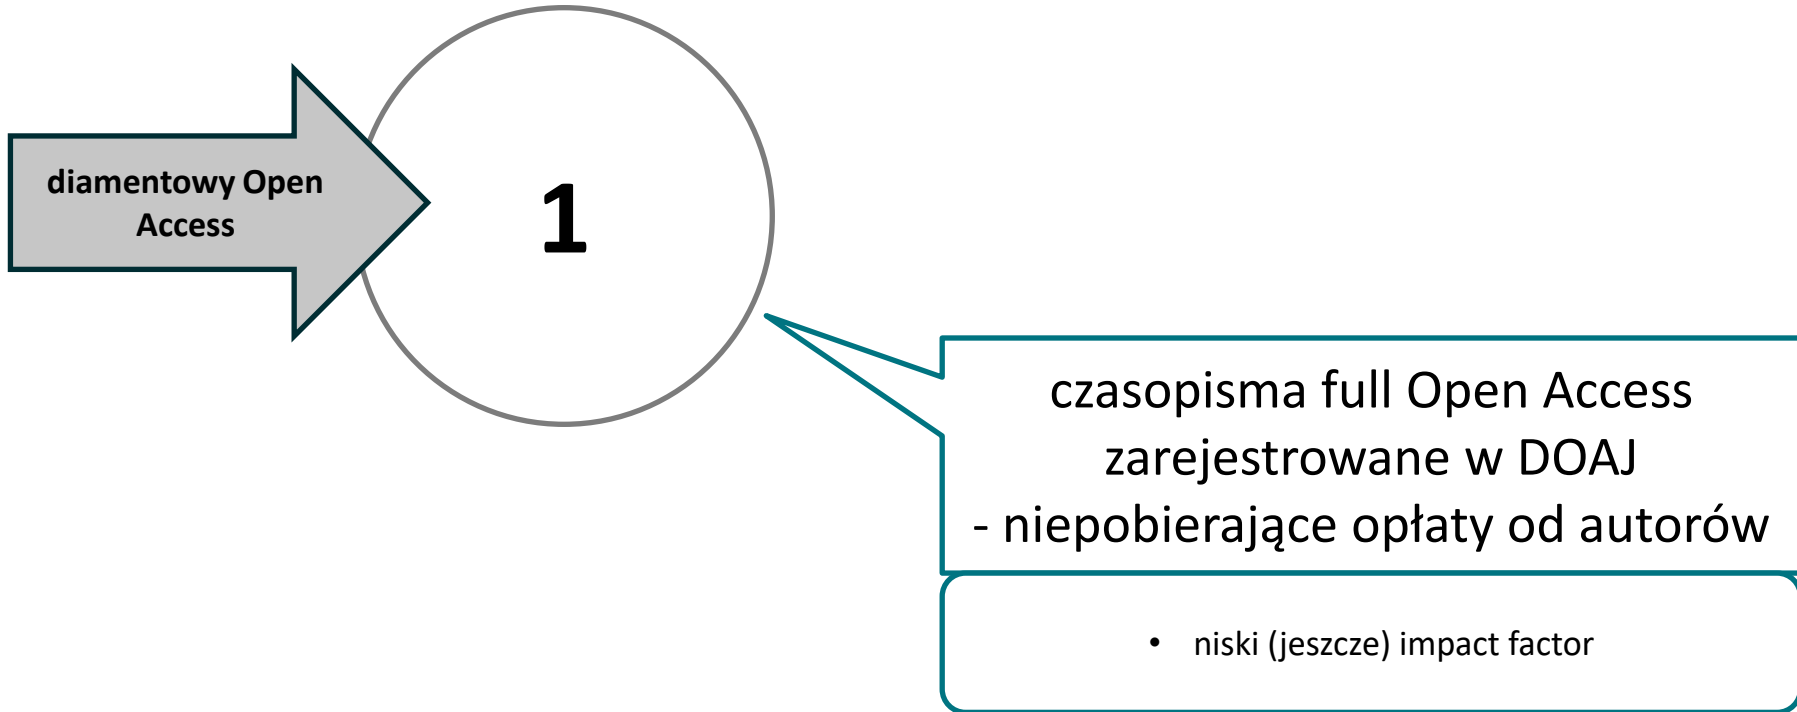 diamentowy Open
Access
1
czasopisma full Open Access
zarejestrowane w DOAJ
- niepobierające opłaty od autorów
• niski (jeszcze) impact factor